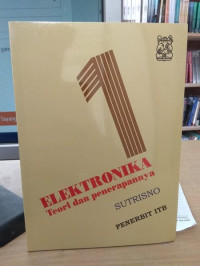 1
ELEKTRONIKA
Teori dan penerapannya
SUTRISNO
PENERBIT ITB